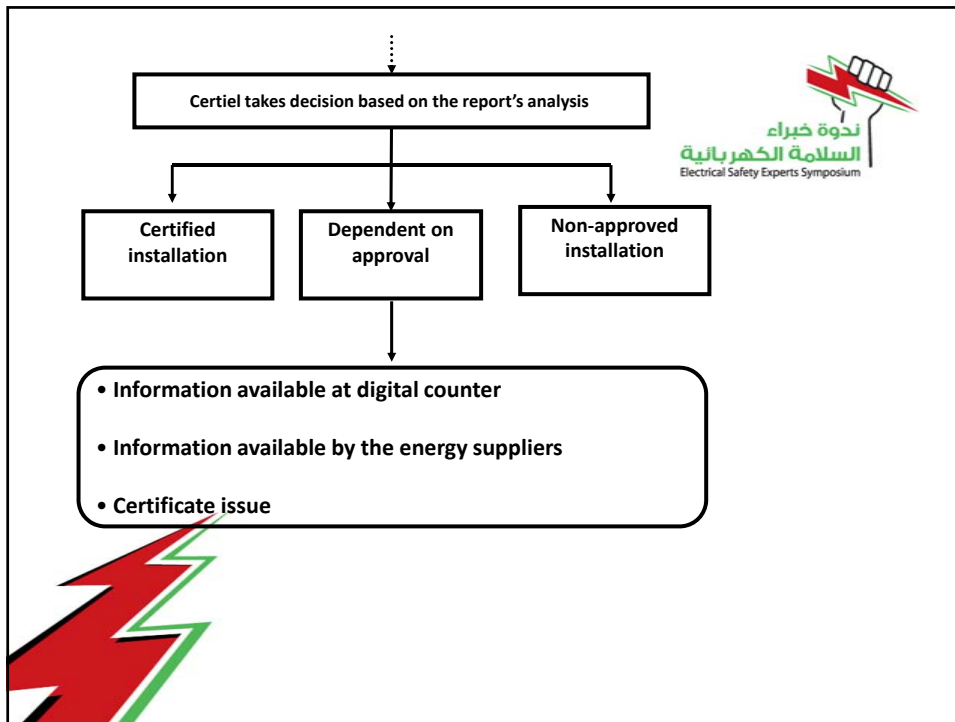 Certiel takes decision based on the report’s analysis
ندوة خبراء
السلامة الكهربائية
Electrical Safety Experts Symposium
Certified
installation
Dependent on
approval
Non-approved
installation
• Information available at digital counter
• Information available by the energy suppliers
• Certificate issue